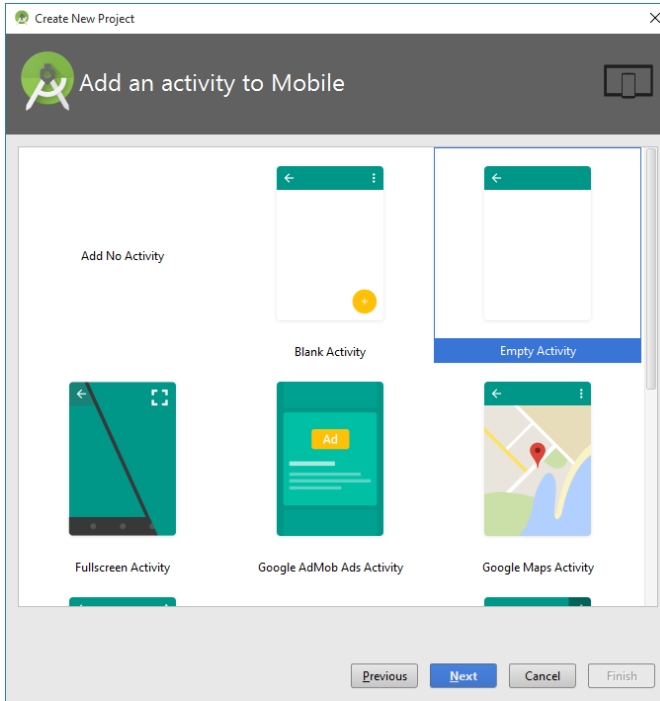 Create New Project
Add an activity to Mobile
Add No Activity
Blank Activity
Empty Activity
Ad
Fullscreen Activity
Google AdMob Ads Activity
Google Maps Activity
Previous
Next
Cancel
Finish